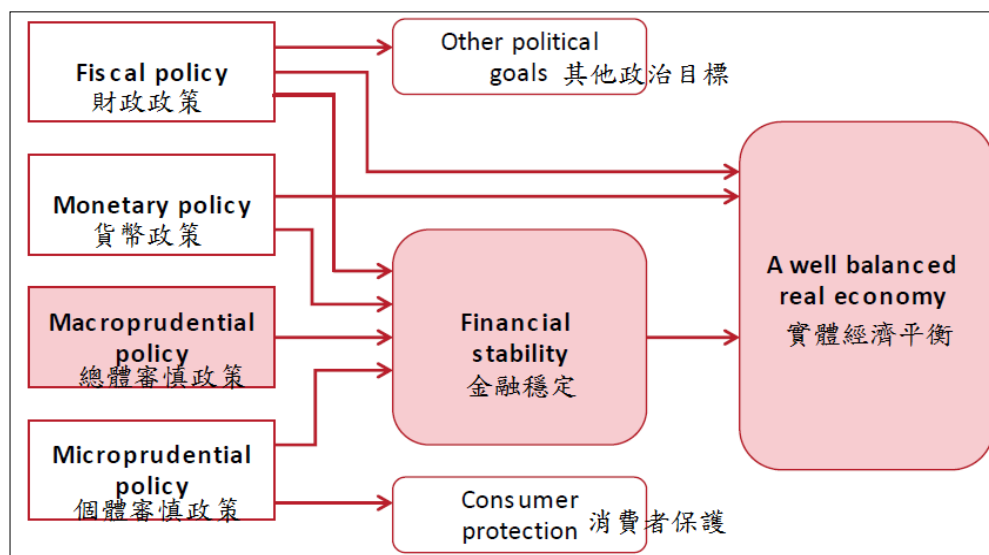 Fiscal policy
財政政策
Other political
goals 其他政治目標
Monetary policy
貨幣政策
Macroprudential
policy
總體審慎政策
Microprudential
policy
個體審慎政策
Financial
stability
金融穩定
Consumer
protection 消費者保護
A well balanced
real economy
實體經濟平衡